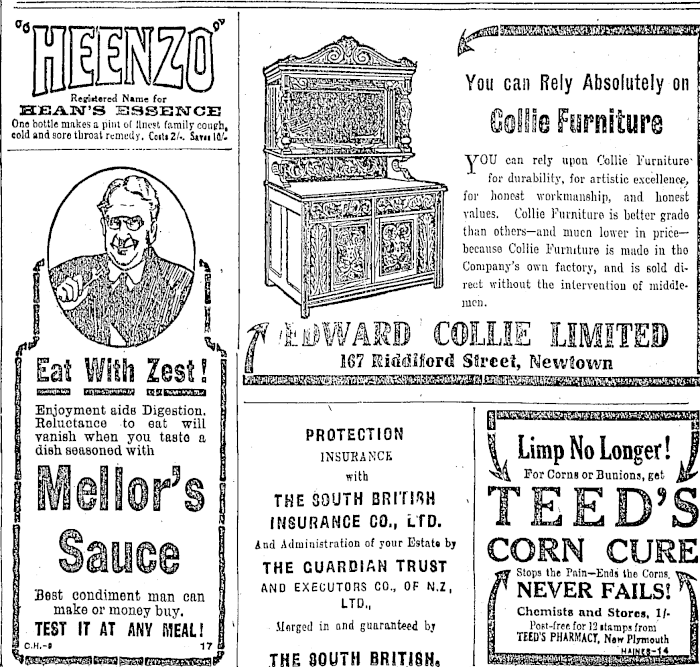 "HEENZO"
Registered Name for
HEAN'S ESSENCE
One bottle makes a pint of finest family cough,
cold and sore throat remedy. Costs 2/-. Saves 10/-
Eat With Zest!
Enjoyment aids Digestion.
Reluctance to eat will
vanish when you taste a
dish seasoned with
Mellor's
Sauce
Best condiment man can
make or money buy.
TEST IT AT ANY MEAL!
C.H.-9 17
You can Rely Absolutely on
Collie Furniture
YOU can rely upon Collie Furniture
for durability, for artistic excellence,
for honest workmanship, and honest
values. Collie Furniture is better grade
than others—and much lower in price—
because Collie Furniture is made in the
Company's own factory, and is sold di-
rect without the intervention of middle-
men.
EDWARD COLLIE LIMITED
167 Riddiford Street, Newtown
PROTECTION
INSURANCE
with
THE SOUTH BRITISH
INSURANCE CO., LTD.
And Administration of your Estate by
THE GUARDIAN TRUST
AND EXECUTORS CO., OF N.Z,
LTD.,
Merged in and guaranteed by
THE SOUTH BRITISH.
Limp No Longer!
For Corns or Bunions, get
TEED'S
CORN CURE
Stops the Pain—Ends the Corns.
NEVER FAILS!
Chemists and Stores, 1/-
Post-free for 12 stamps from
TEED'S PHARMACY, New Plymouth
HAINES-14